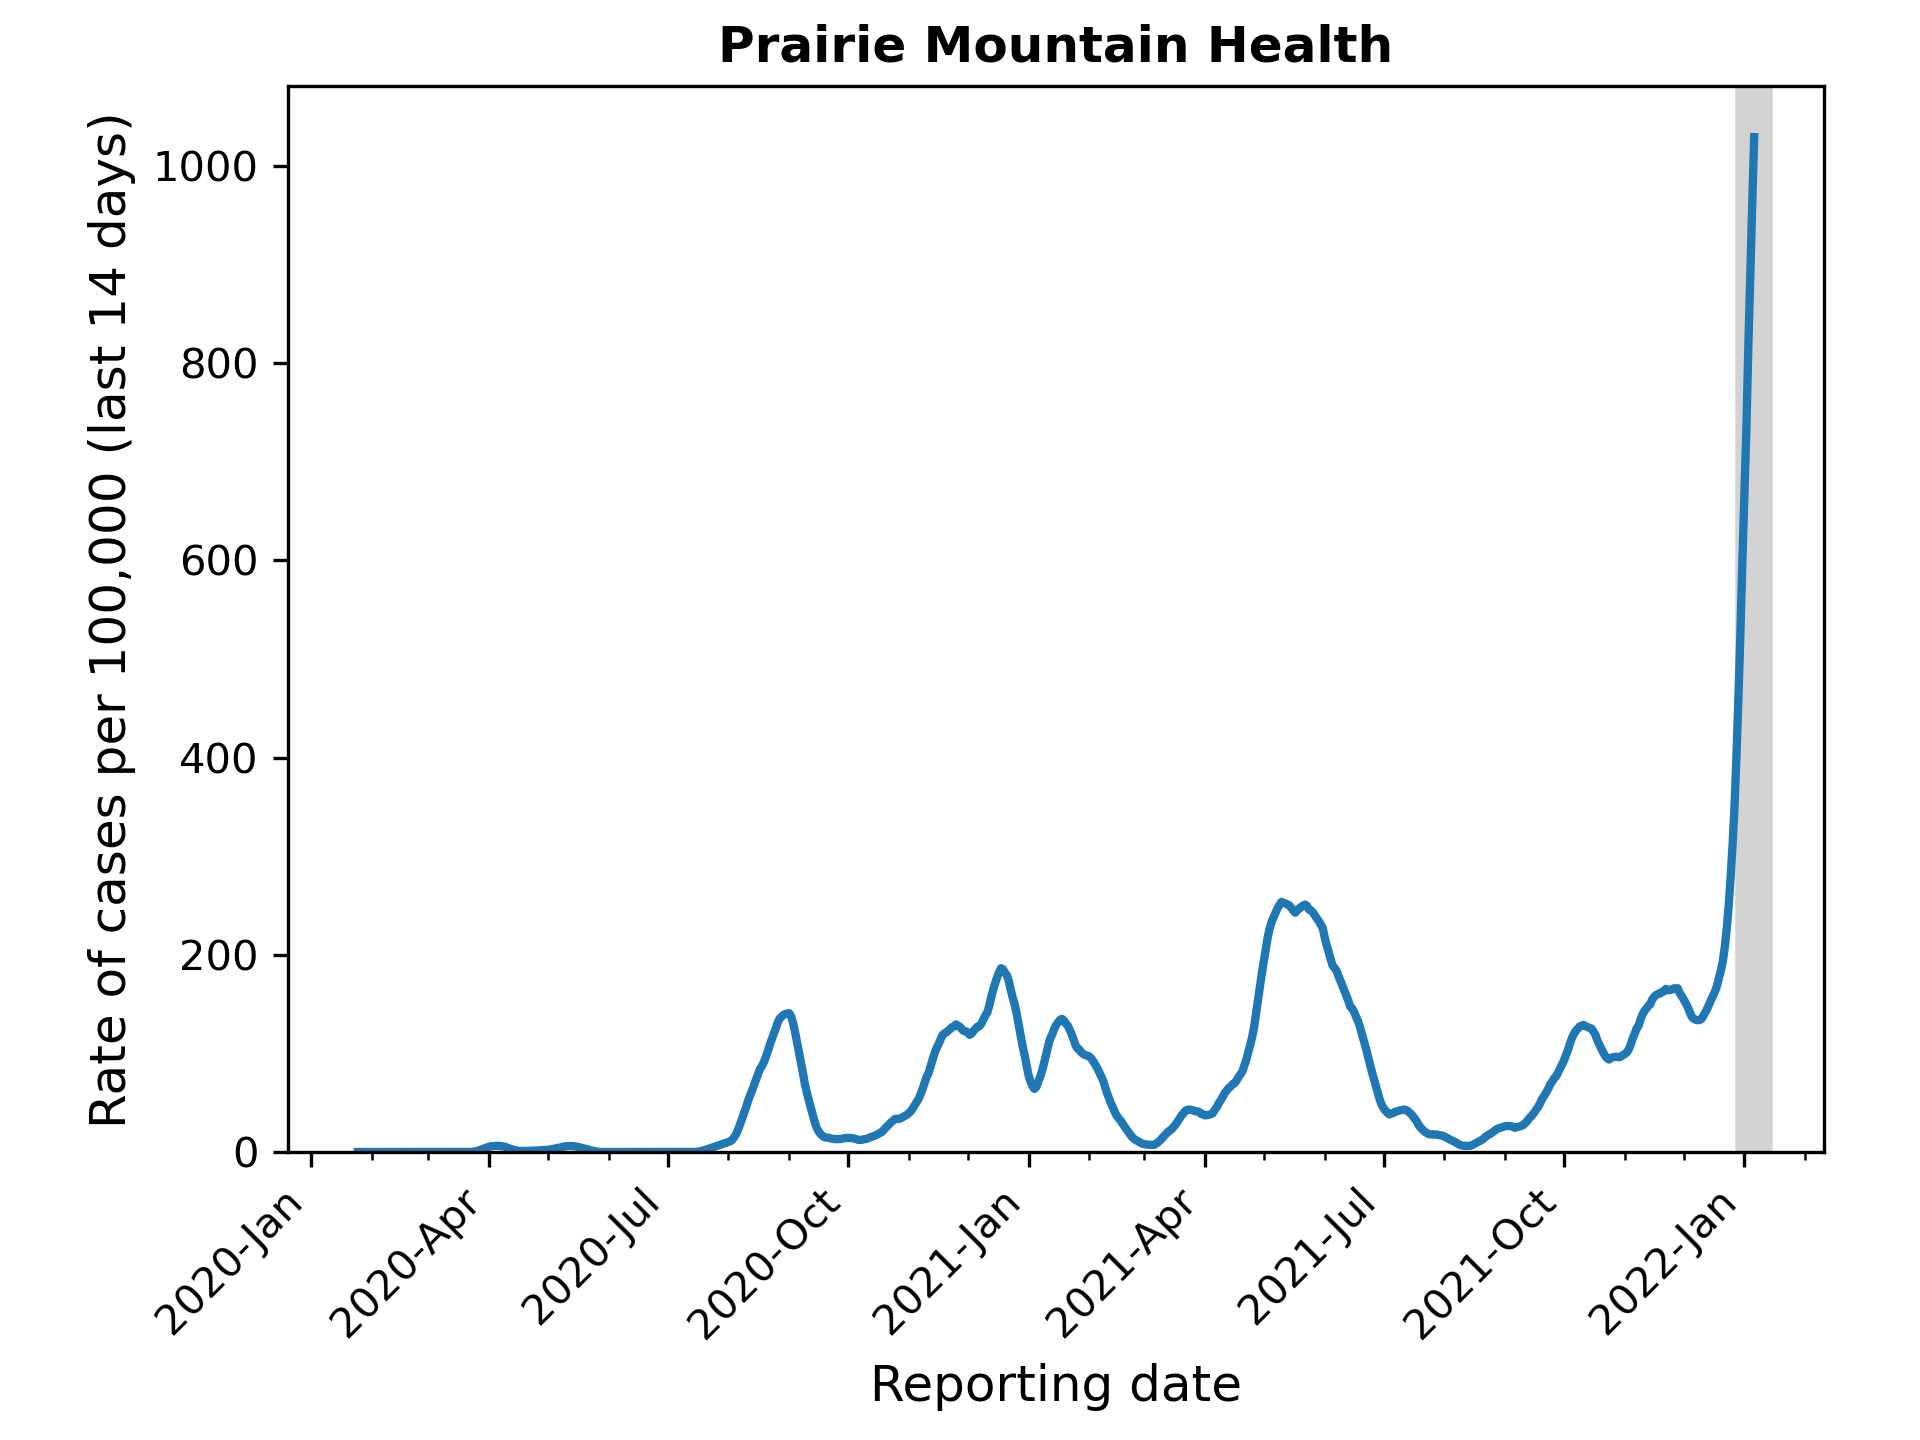 Prairie Mountain Health
Rate of cases per 100,000 (last 14 days)
1000
800
600
400
200
0
2020-Jan
2020-Apr
2020-Jul
2020-Oct
2021-Jan
2021-Apr
2021-Jul
2021-Oct
2022-Jan
Reporting date